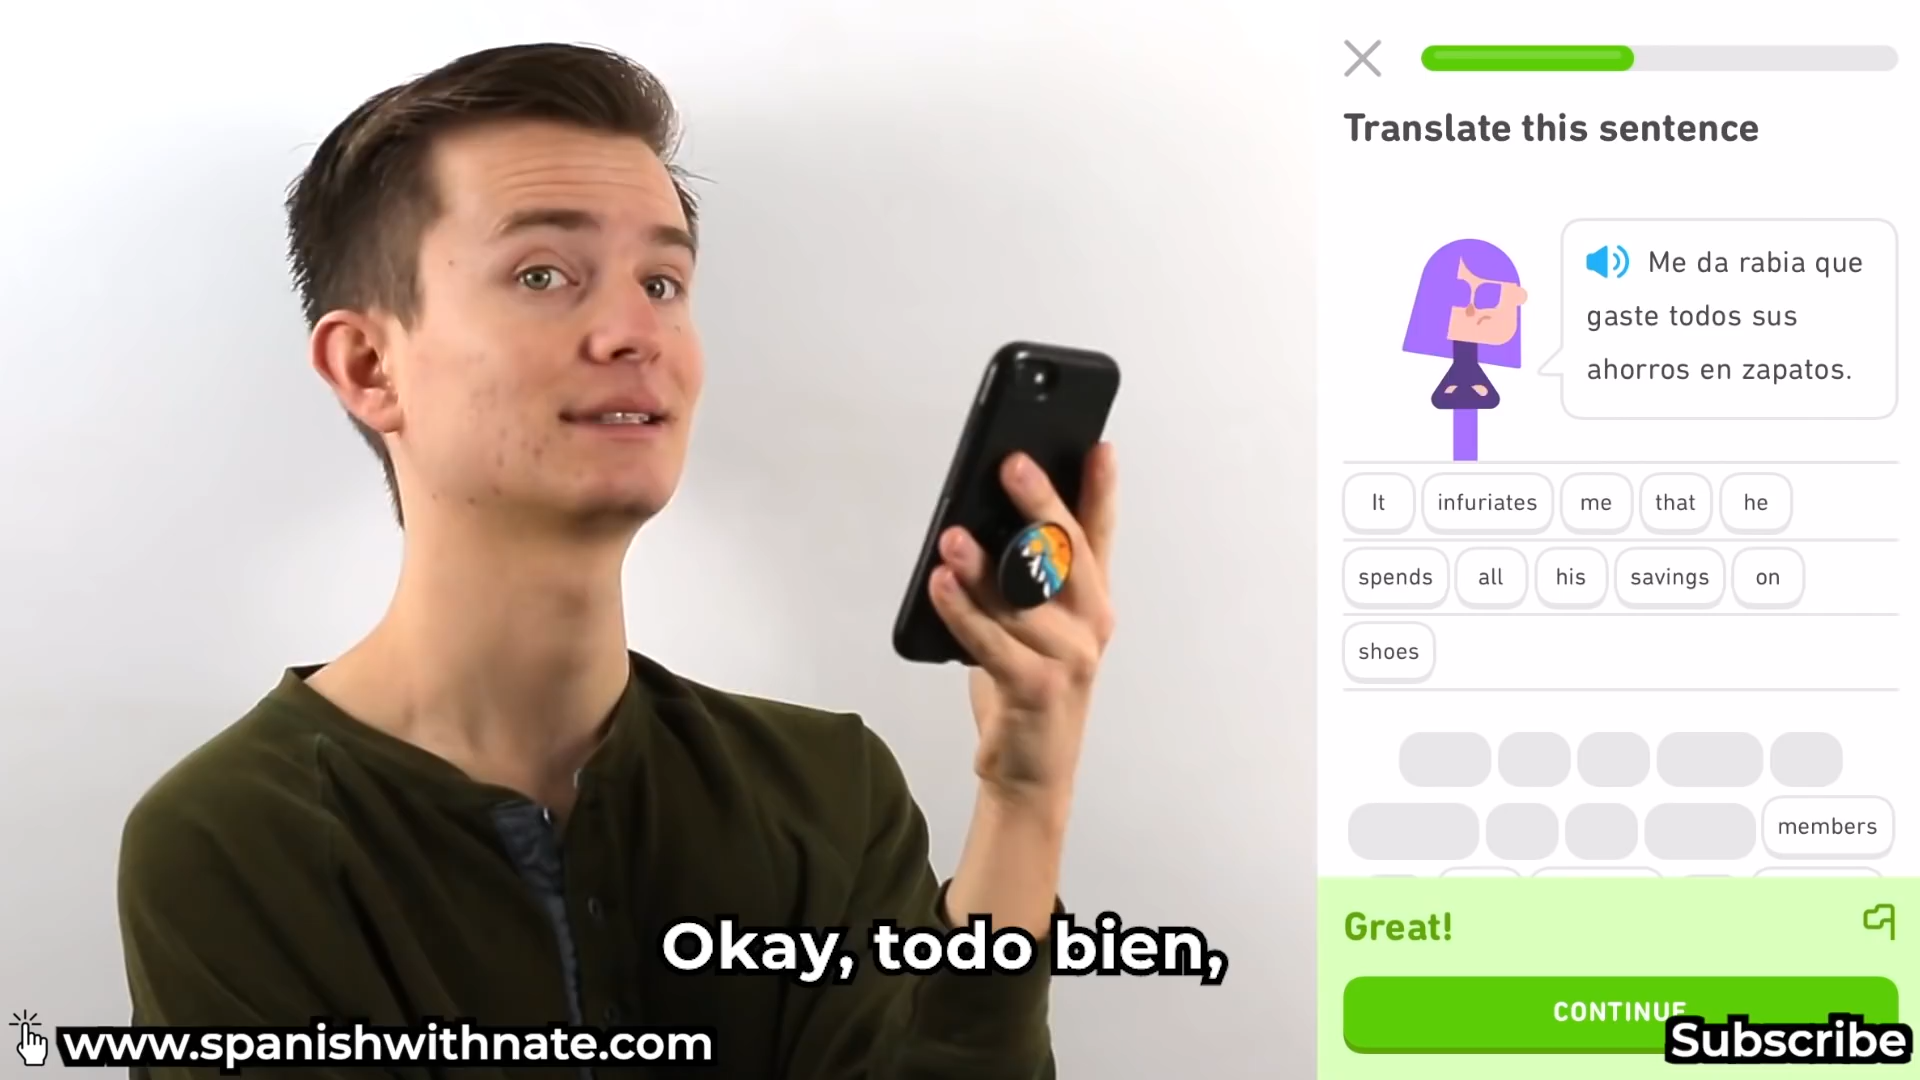 Translate this sentence
Me da rabia que
gaste todos sus
ahorros en zapatos.
It infuriates me that he
spends all his savings on
shoes
members
Great!
CONTINUE
Okay, todo bien,
www.spanishwithnate.com
Subscribe